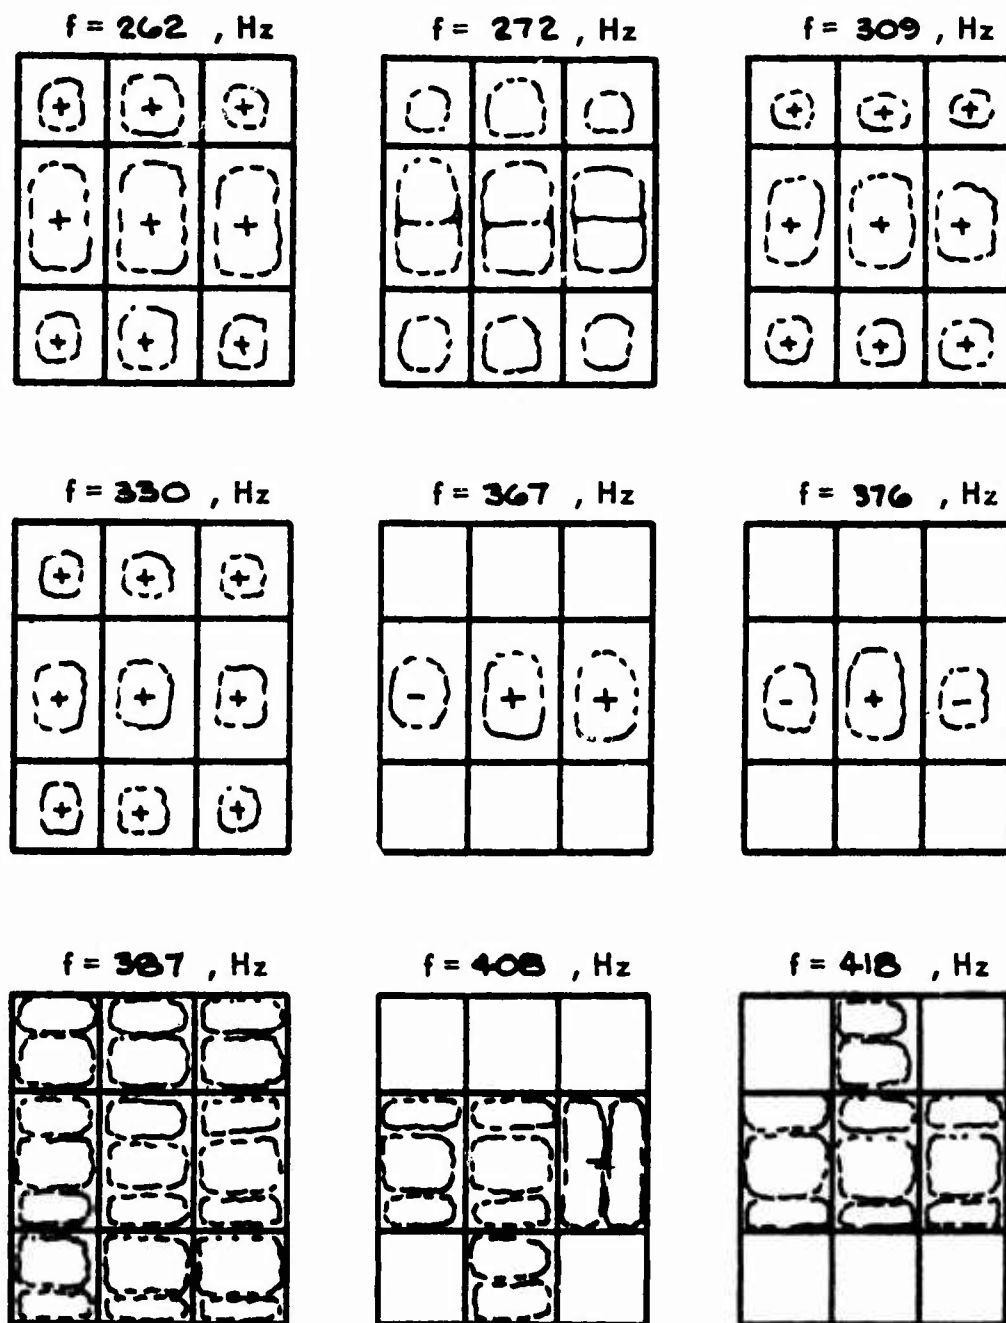 f = 262 , Hz
f = 272 , Hz
f = 309 , Hz
+ + +
+ + +
+ + +
+ + +
+ + +
+ + +
f = 330 , Hz
f = 367 , Hz
f = 376 , Hz
+ + +
+ + +
- + +
- + -
+ + +
f = 387 , Hz
f = 408 , Hz
f = 418 , Hz